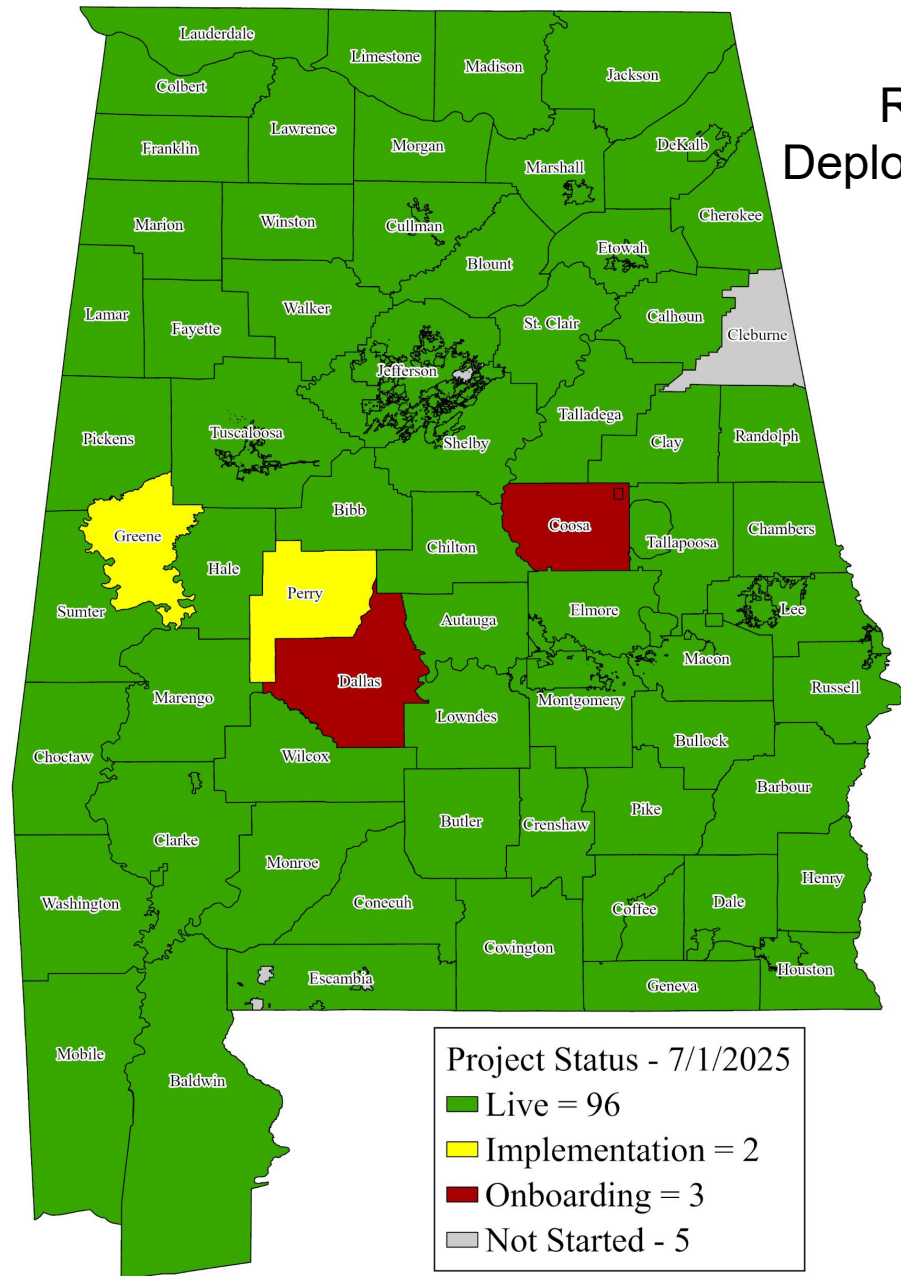 Lauderdale
Limestone
Madison
Jackson
R
Deplo
Colbert
Lawrence
Franklin
Morgan
DeKalb
Marshall
Cherokee
Marion
Winston
Cullman
Etowah
Blount
Lamar
Walker
Calhoun
Fayette
St. Clair
Cleburne
Jefferson
Talladega
Pickens
Tuscaloosa
Shelby
Clay
Randolph
Bibb
Greene
Coosa
Chambers
Chilton
Tallapoosa
Hale
Perry
Sumter
Autauga
Elmore
Lee
Macon
Dallas
Marengo
Russell
Montgomery
Lowndes
Bullock
Choctaw
Wilcox
Barbour
Pike
Butler
Crenshaw
Clarke
Monroe
Henry
Washington
Conecuh
Coffee
Dale
Covington
Houston
Escambia
Geneva
Mobile
Baldwin
Project Status - 7/1/2025
Live = 96
Implementation = 2
Onboarding = 3
Not Started - 5